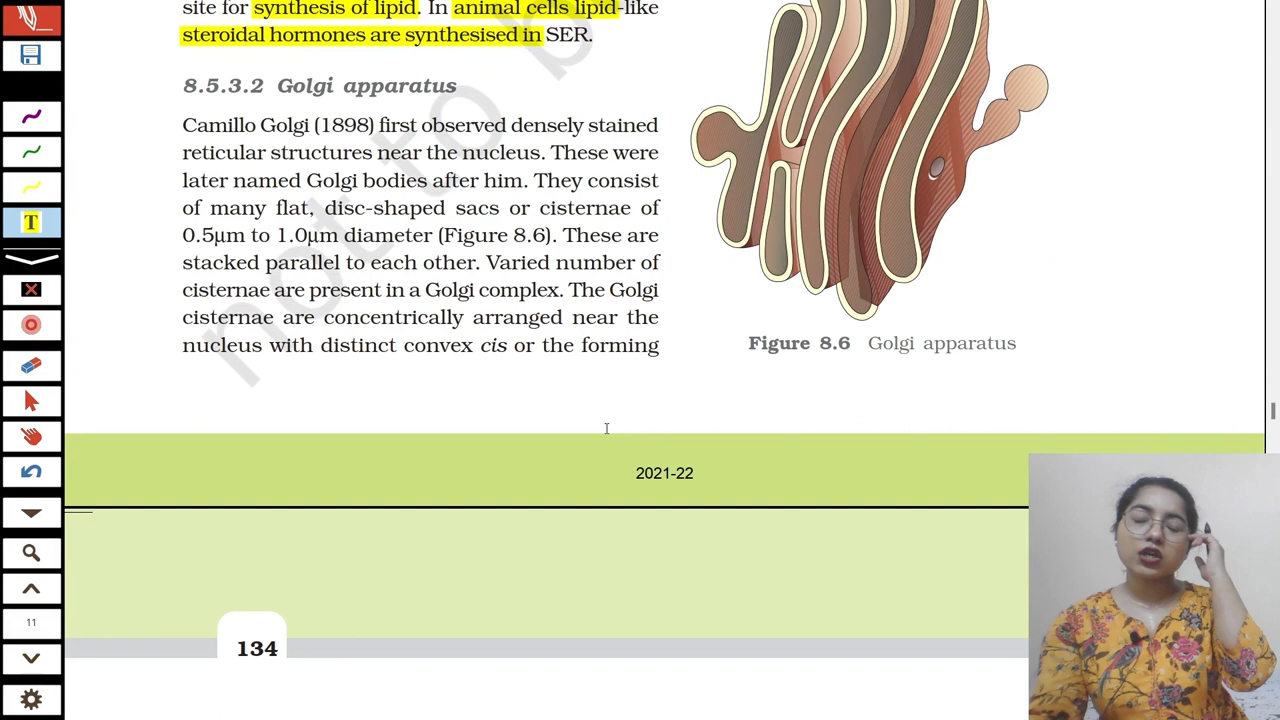 site for synthesis of lipid. In animal cells lipid-like
steroidal hormones are synthesised in SER.
8.5.3.2 Golgi apparatus
Camillo Golgi (1898) first observed densely stained
reticular structures near the nucleus. These were
later named Golgi bodies after him. They consist
of many flat, disc-shaped sacs or cisternae of
0.5µm to 1.0µm diameter (Figure 8.6). These are
stacked parallel to each other. Varied number of
cisternae are present in a Golgi complex. The Golgi
cisternae are concentrically arranged near the
nucleus with distinct convex cis or the forming
Figure 8.6 Golgi apparatus
not to b
2021-22
134
T
11